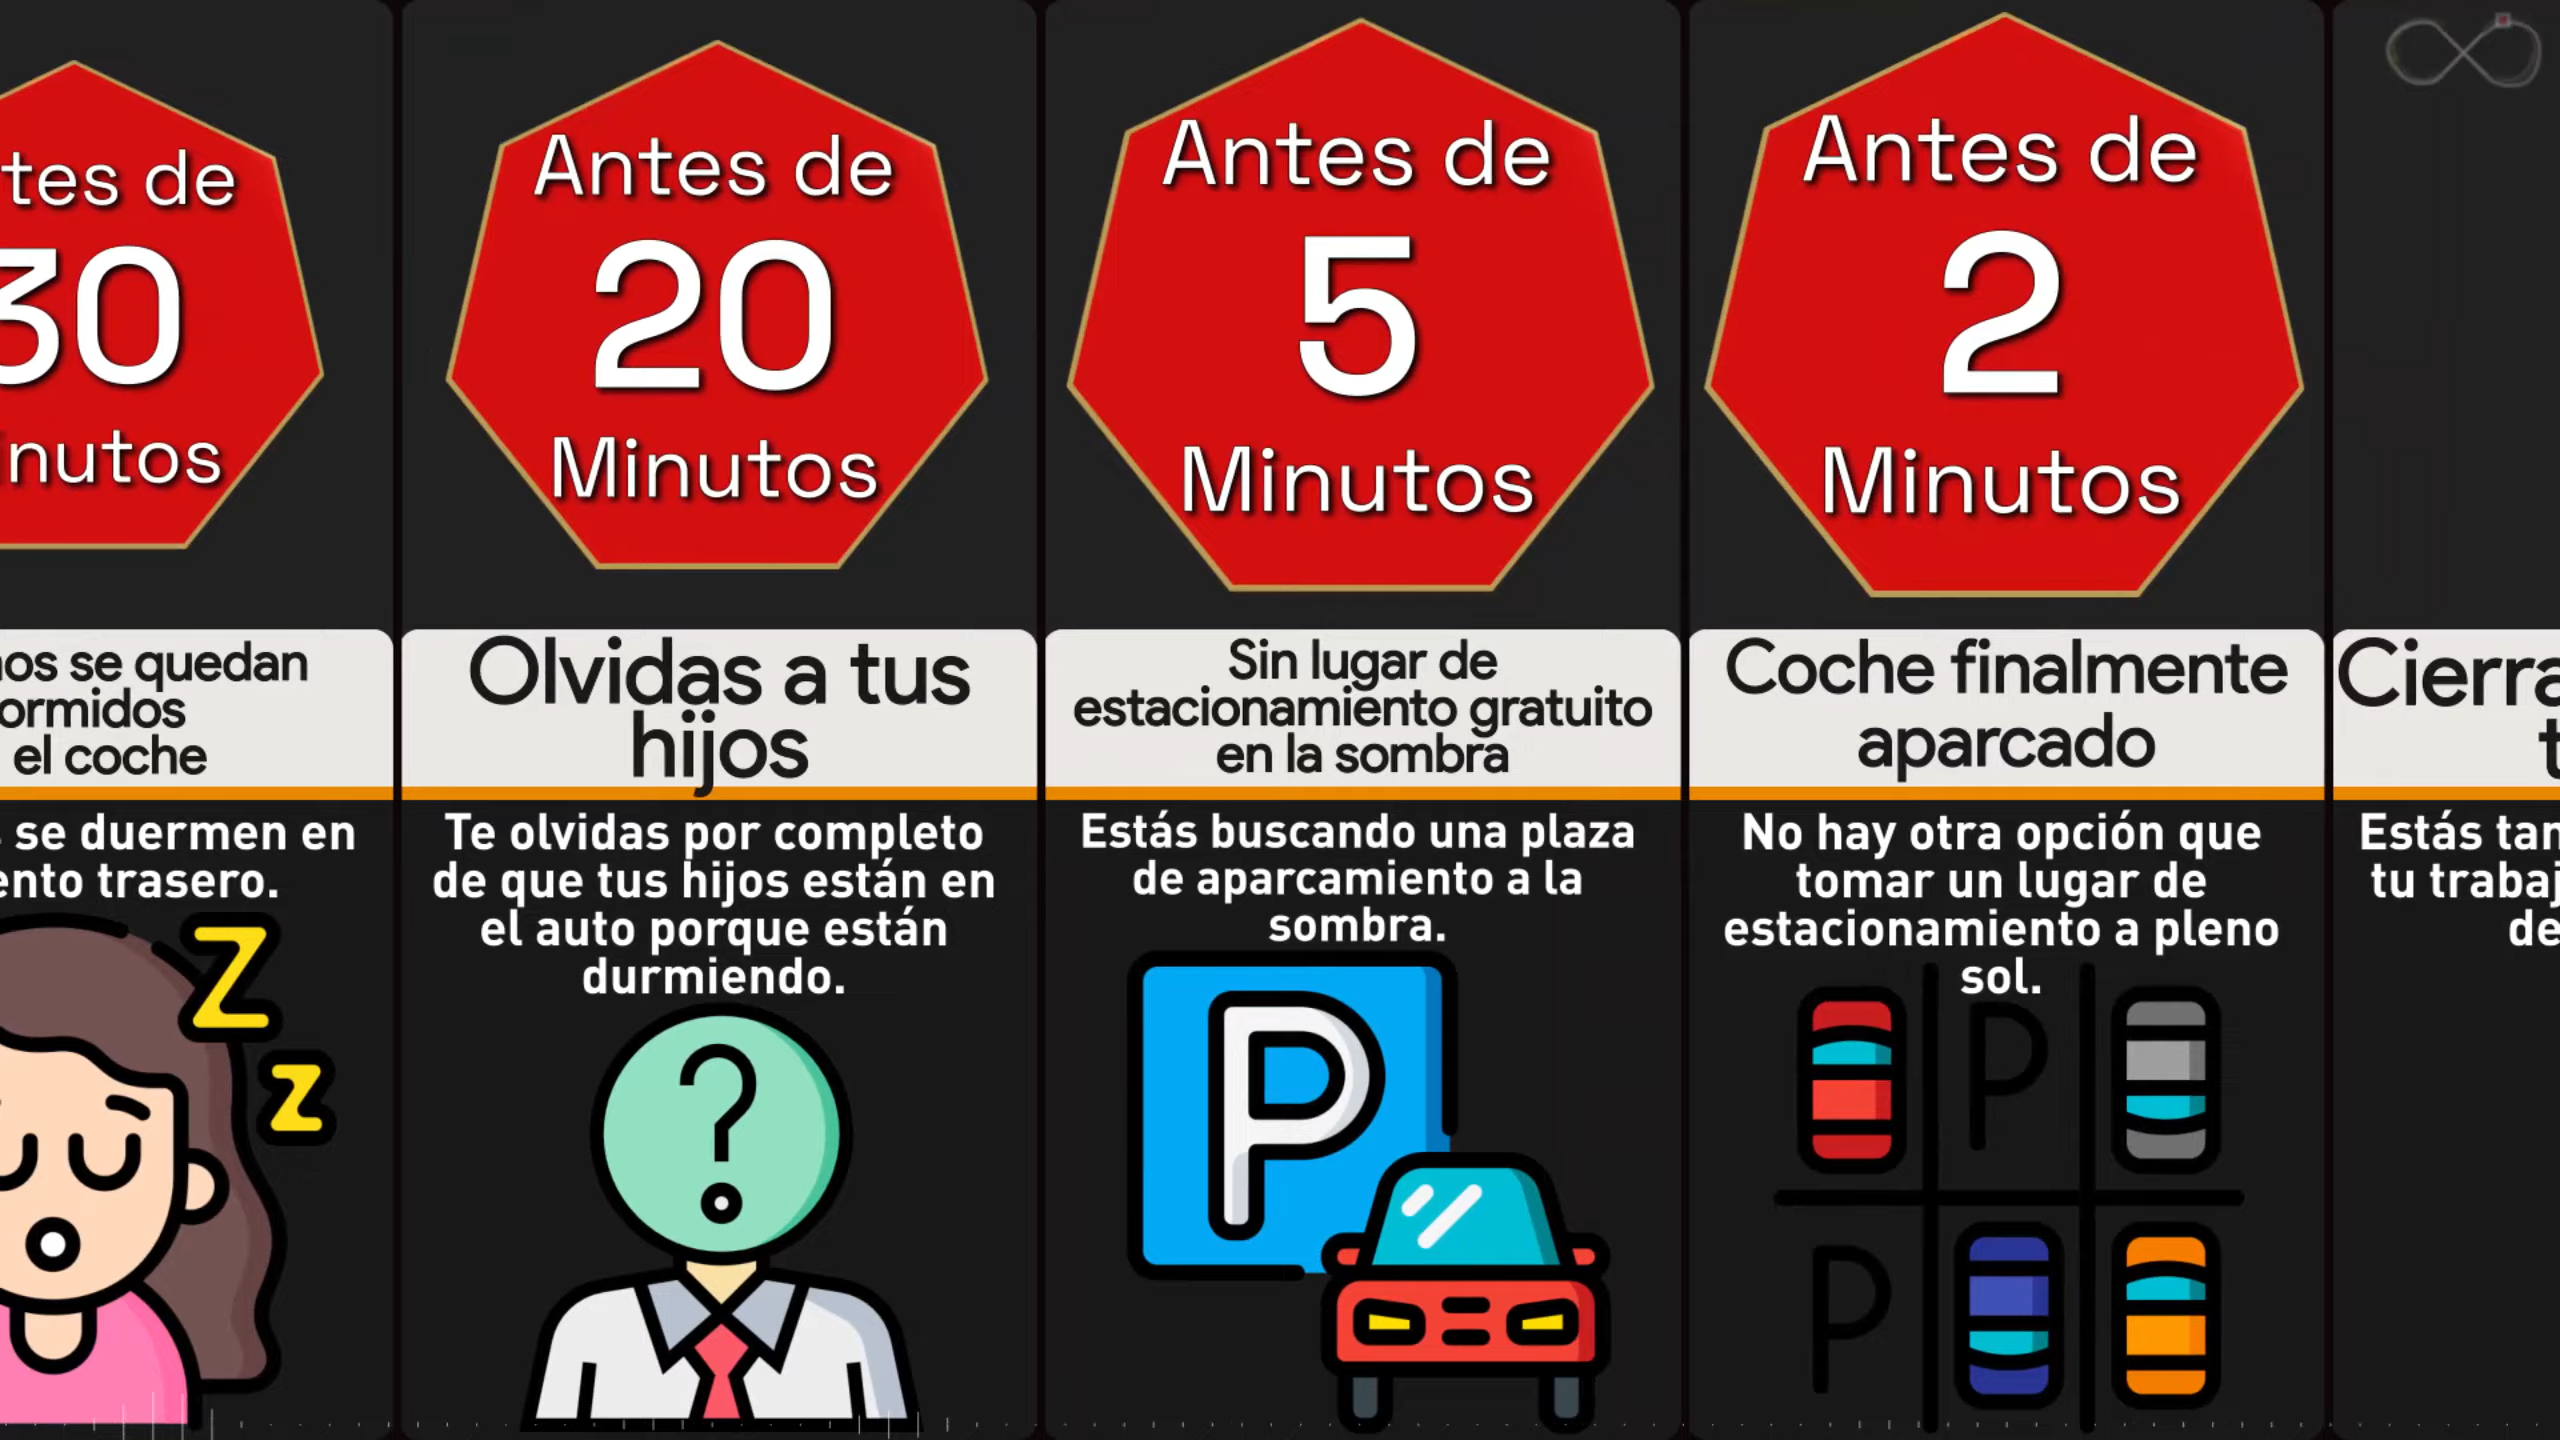 tes de
30
nutos
os se quedan
ormidos
el coche
se duermen en
ento trasero.
Z
Z
Antes de
20
Minutos
Olvidas a tus
hijos
Te olvidas por completo
de que tus hijos están en
el auto porque están
durmiendo.
?
Antes de
5
Minutos
Sin lugar de
estacionamiento gratuito
en la sombra
Estás buscando una plaza
de aparcamiento a la
sombra.
P
Antes de
2
Minutos
Coche finalmente
aparcado
No hay otra opción que
tomar un lugar de
estacionamiento a pleno
sol.
P
P
Cierra
t
Estás tan
tu trabaj
de